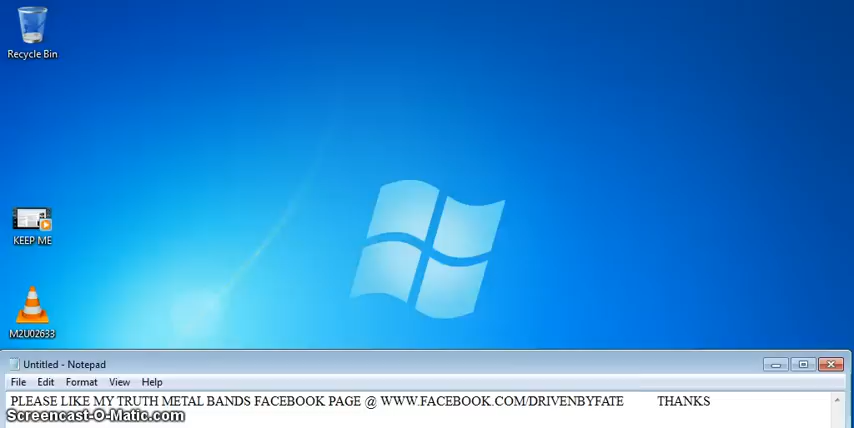 Recycle Bin
KEEP ME
M2U02633
Untitled - Notepad
File Edit Format View Help
PLEASE LIKE MY TRUTH METAL BANDS FACEBOOK PAGE @ WWW.FACEBOOK.COM/DRIVENBYFATE THANKS
Screencast-O-Matic.com